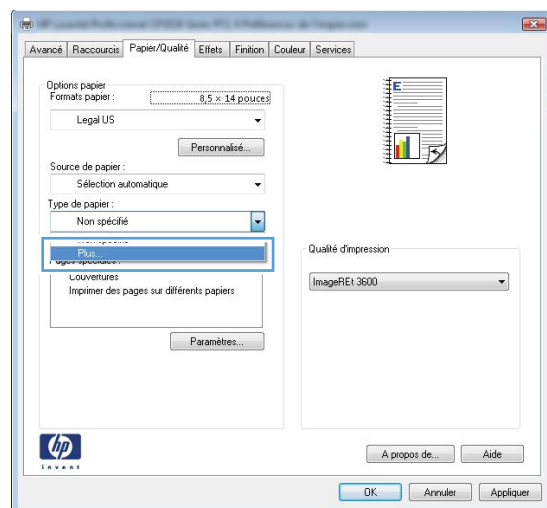 Avancé Raccourcis Papier/Qualité Effets Finition Couleur Services
Options papier
Formats papier : 8,5 × 14 pouces
Legal US
Personnalisé...
Source de papier :
Sélection automatique
Type de papier :
Non spécifié
Plus...
Couvertures
Imprimer des pages sur différents papiers
Paramètres...
E
Qualité d'impression
ImageREt 3600
hp
invent
A propos de... Aide
OK Annuler Appliquer